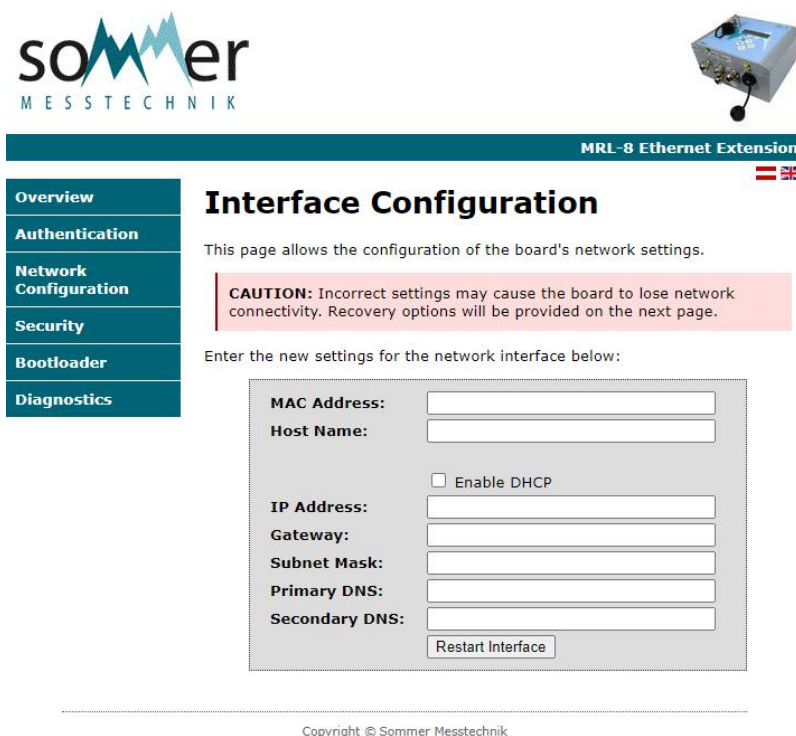 sommer
MESSTECHNIK
MRL-8 Ethernet Extension
Overview
Authentication
Network
Configuration
Security
Bootloader
Diagnostics
Interface Configuration
This page allows the configuration of the board's network settings.
CAUTION: Incorrect settings may cause the board to lose network
connectivity. Recovery options will be provided on the next page.
Enter the new settings for the network interface below:
MAC Address:
Host Name:
Enable DHCP
IP Address:
Gateway:
Subnet Mask:
Primary DNS:
Secondary DNS:
Restart Interface
Copyright © Sommer Messtechnik